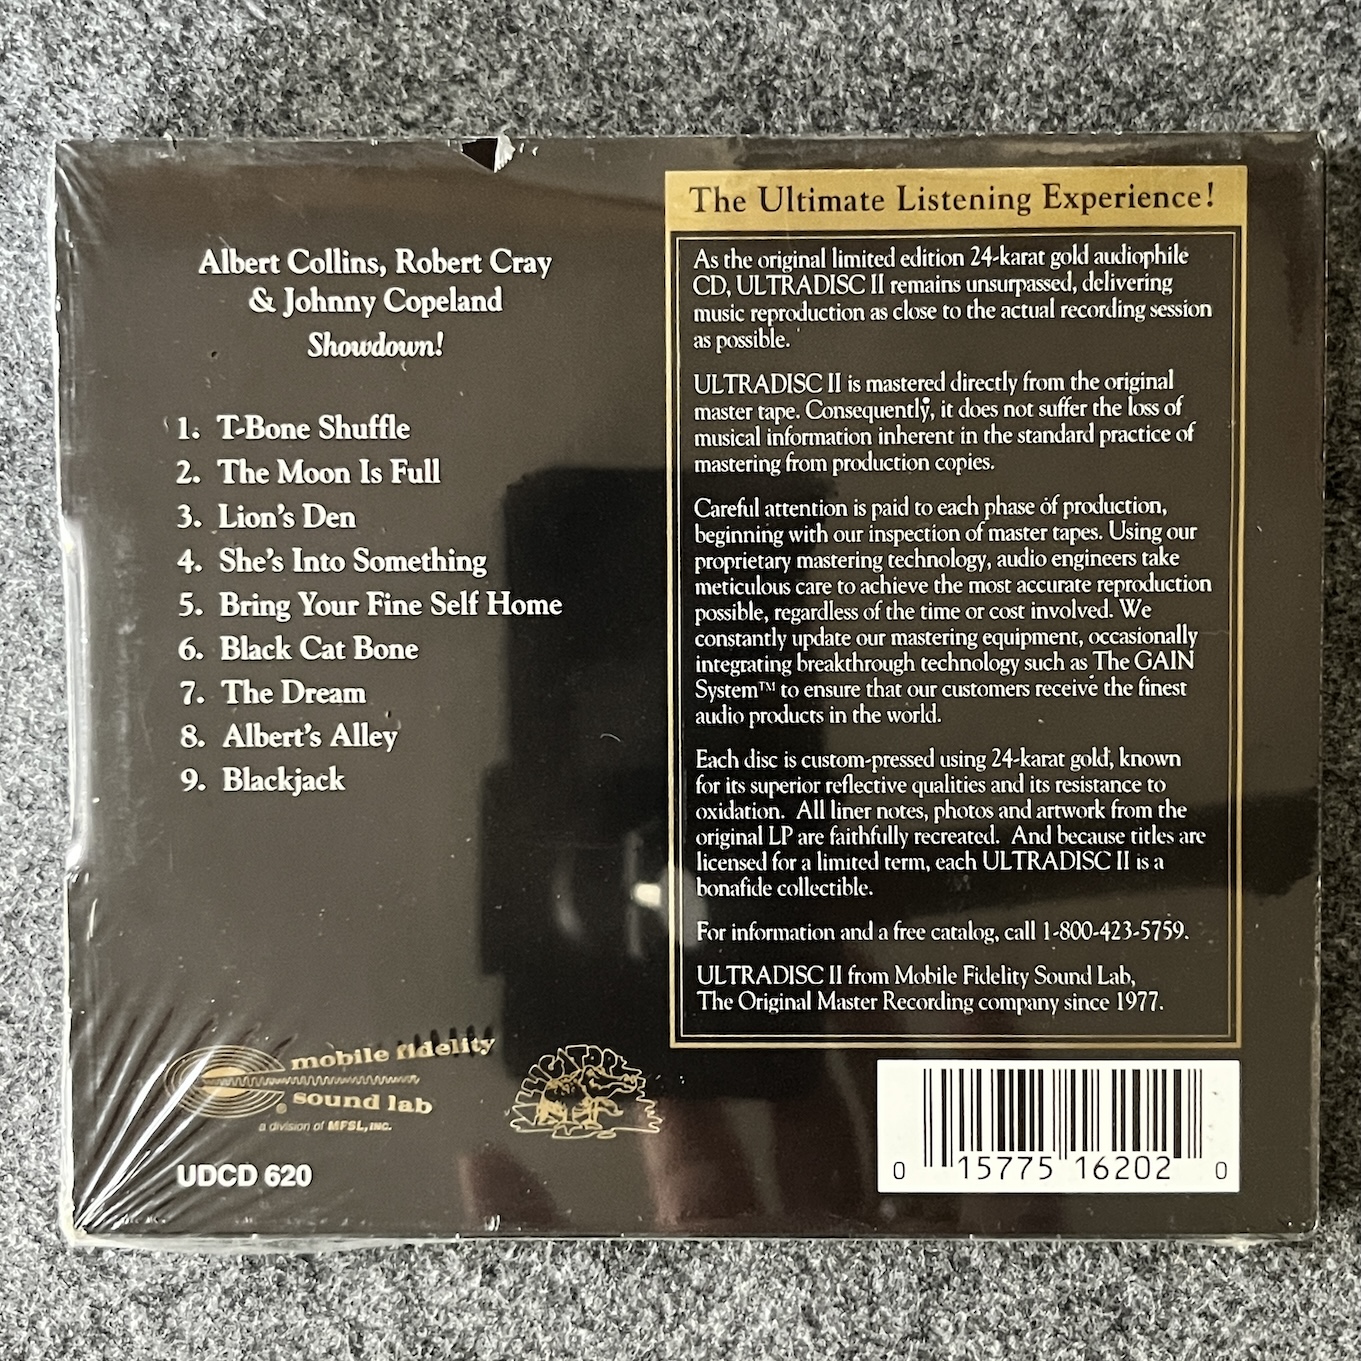 Albert Collins, Robert Cray
& Johnny Copeland
Showdown!
1. T-Bone Shuffle
2. The Moon Is Full
3. Lion's Den
4. She's Into Something
5. Bring Your Fine Self Home
6. Black Cat Bone
7. The Dream
8. Albert's Alley
9. Blackjack
The Ultimate Listening Experience!
As the original limited edition 24-karat gold audiophile
CD, ULTRADISC II remains unsurpassed, delivering
music reproduction as close to the actual recording session
as possible.
ULTRADISC II is mastered directly from the original
master tape. Consequently, it does not suffer the loss of
musical information inherent in the standard practice of
mastering from production copies.
Careful attention is paid to each phase of production,
beginning with our inspection of master tapes. Using our
proprietary mastering technology, audio engineers take
meticulous care to achieve the most accurate reproduction
possible, regardless of the time or cost involved. We
constantly update our mastering equipment, occasionally
integrating breakthrough technology such as The GAIN
System™ to ensure that our customers receive the finest
audio products in the world.
Each disc is custom-pressed using 24-karat gold, known
for its superior reflective qualities and its resistance to
oxidation. All liner notes, photos and artwork from the
original LP are faithfully recreated. And because titles are
licensed for a limited term, each ULTRADISC II is a
bonafide collectible.
For information and a free catalog, call 1-800-423-5759.
ULTRADISC II from Mobile Fidelity Sound Lab,
The Original Master Recording company since 1977.
mobile fidelity
sound lab
®
a division of MFSL, INC.
ALLIGATOR
UDCD 620
0 15775 16202 0